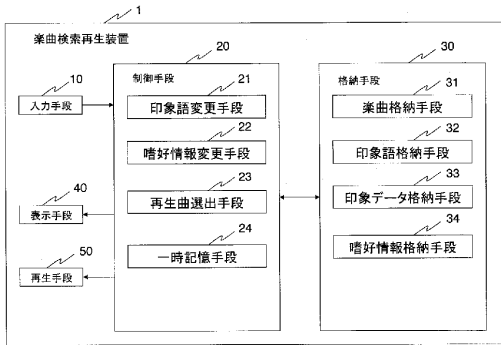 1
楽曲検索再生装置
10
入力手段
40
表示手段
50
再生手段
20
制御手段
21
印象語変更手段
22
嗜好情報変更手段
23
再生曲選出手段
24
一時記憶手段
30
格納手段
31
楽曲格納手段
32
印象語格納手段
33
印象データ格納手段
34
嗜好情報格納手段